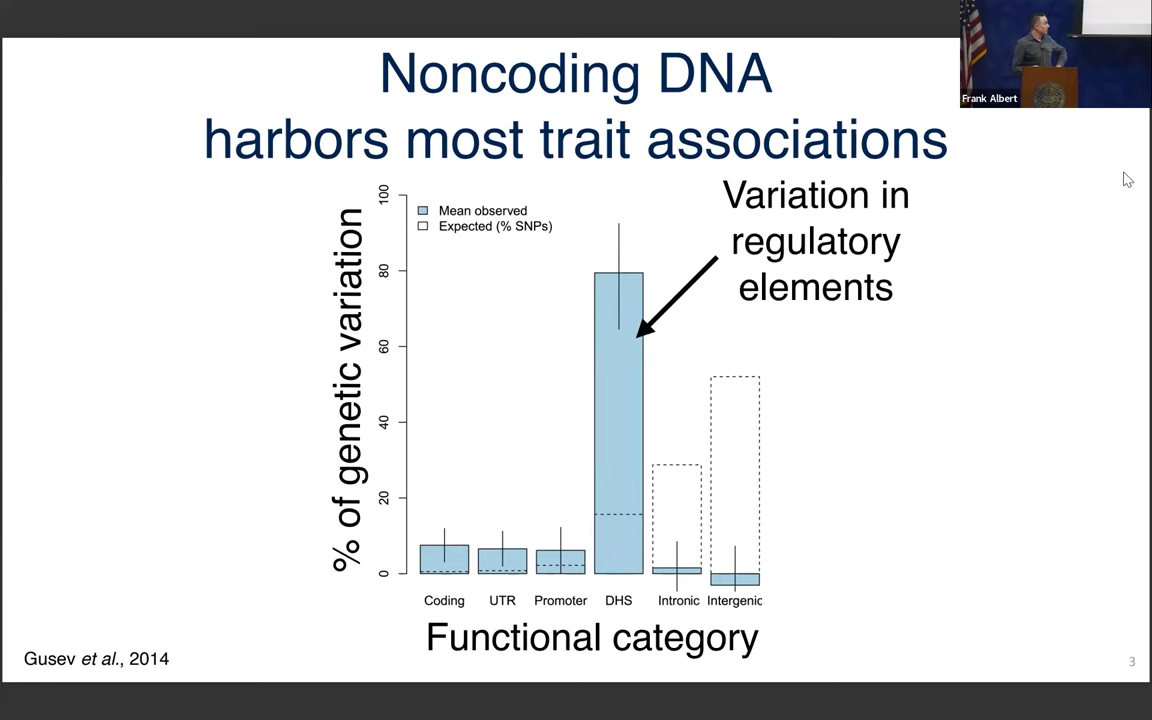 Noncoding DNA
harbors most trait associations
Frank Albert
Variation in
regulatory
elements
Mean observed
Expected (% SNPs)
% of genetic variation
100
80
60
40
20
0
Coding UTR Promoter DHS Intronic Intergenic
Functional category
Gusev et al., 2014
3